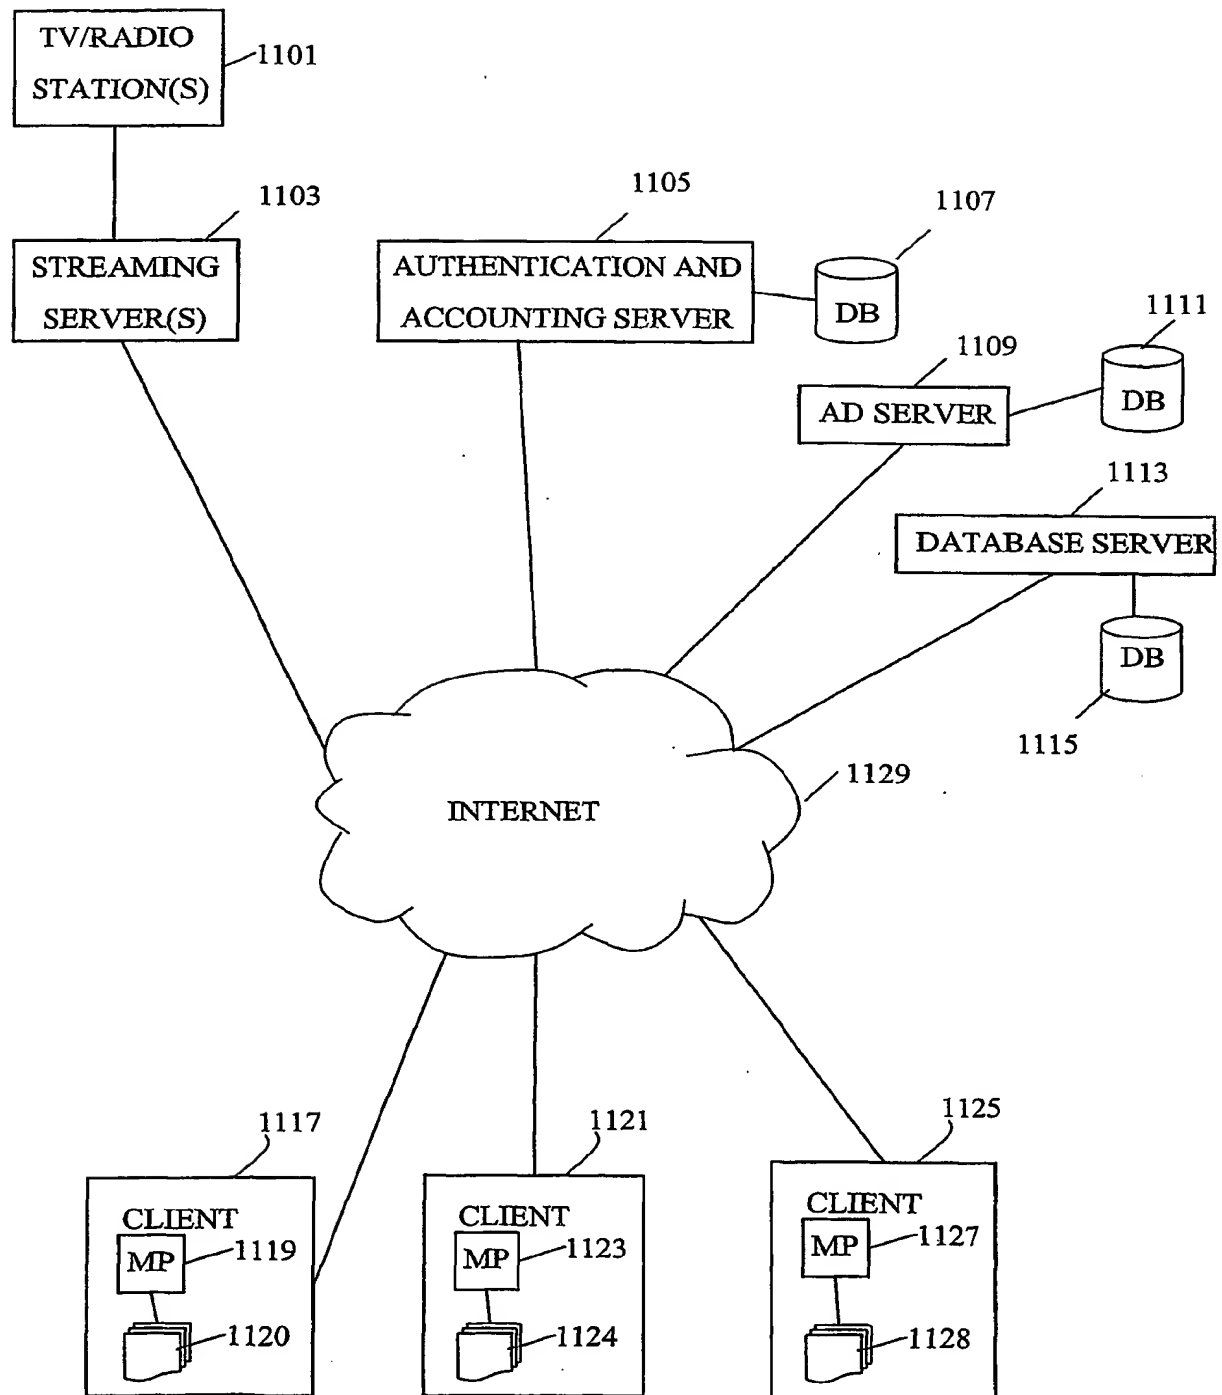 TV/RADIO
STATION(S)
1101
1103
STREAMING
SERVER(S)
1105
AUTHENTICATION AND
ACCOUNTING SERVER
1107
DB
1109
AD SERVER
1111
DB
1113
DATABASE SERVER
DB
1115
1129
INTERNET
1117
CLIENT
MP
1119
1120
1121
CLIENT
MP
1123
1124
1125
CLIENT
MP
1127
1128